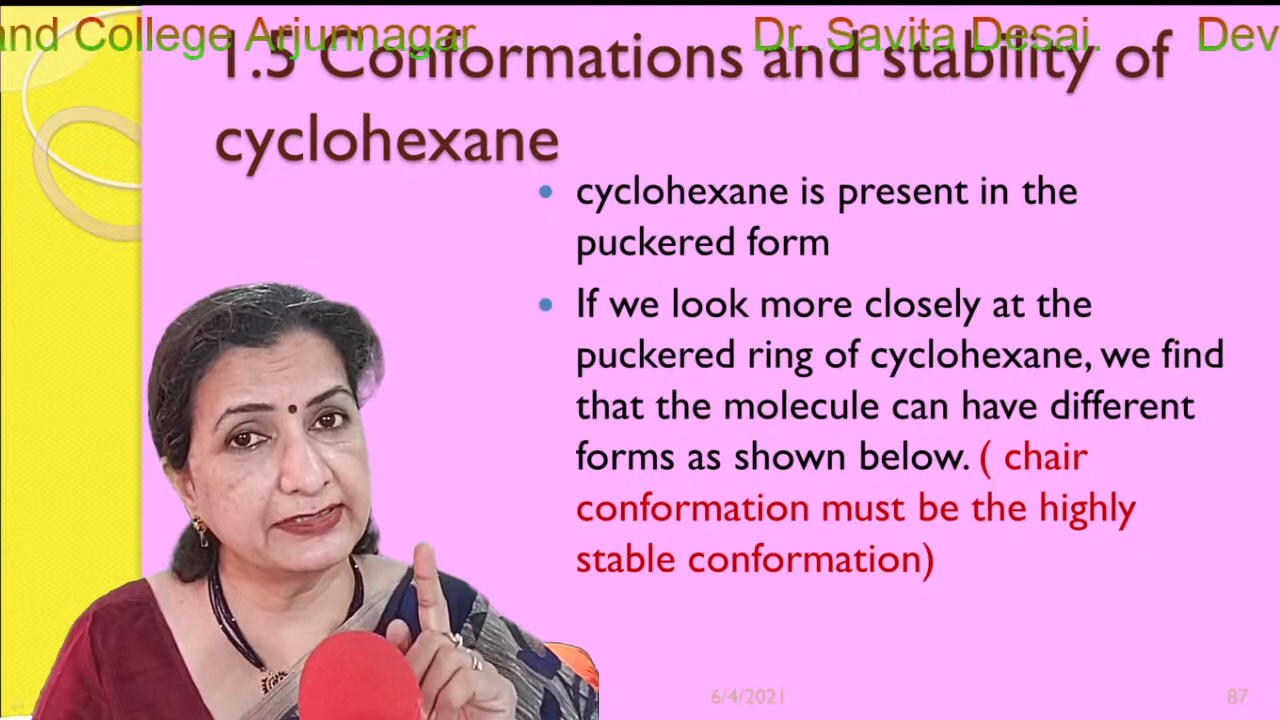 and College Arjunnagar Dr. Savita Desai. Dev
1.5 Conformations and stability of
cyclohexane
• cyclohexane is present in the
puckered form
• If we look more closely at the
puckered ring of cyclohexane, we find
that the molecule can have different
forms as shown below. ( chair
conformation must be the highly
stable conformation)
6/4/2021 87